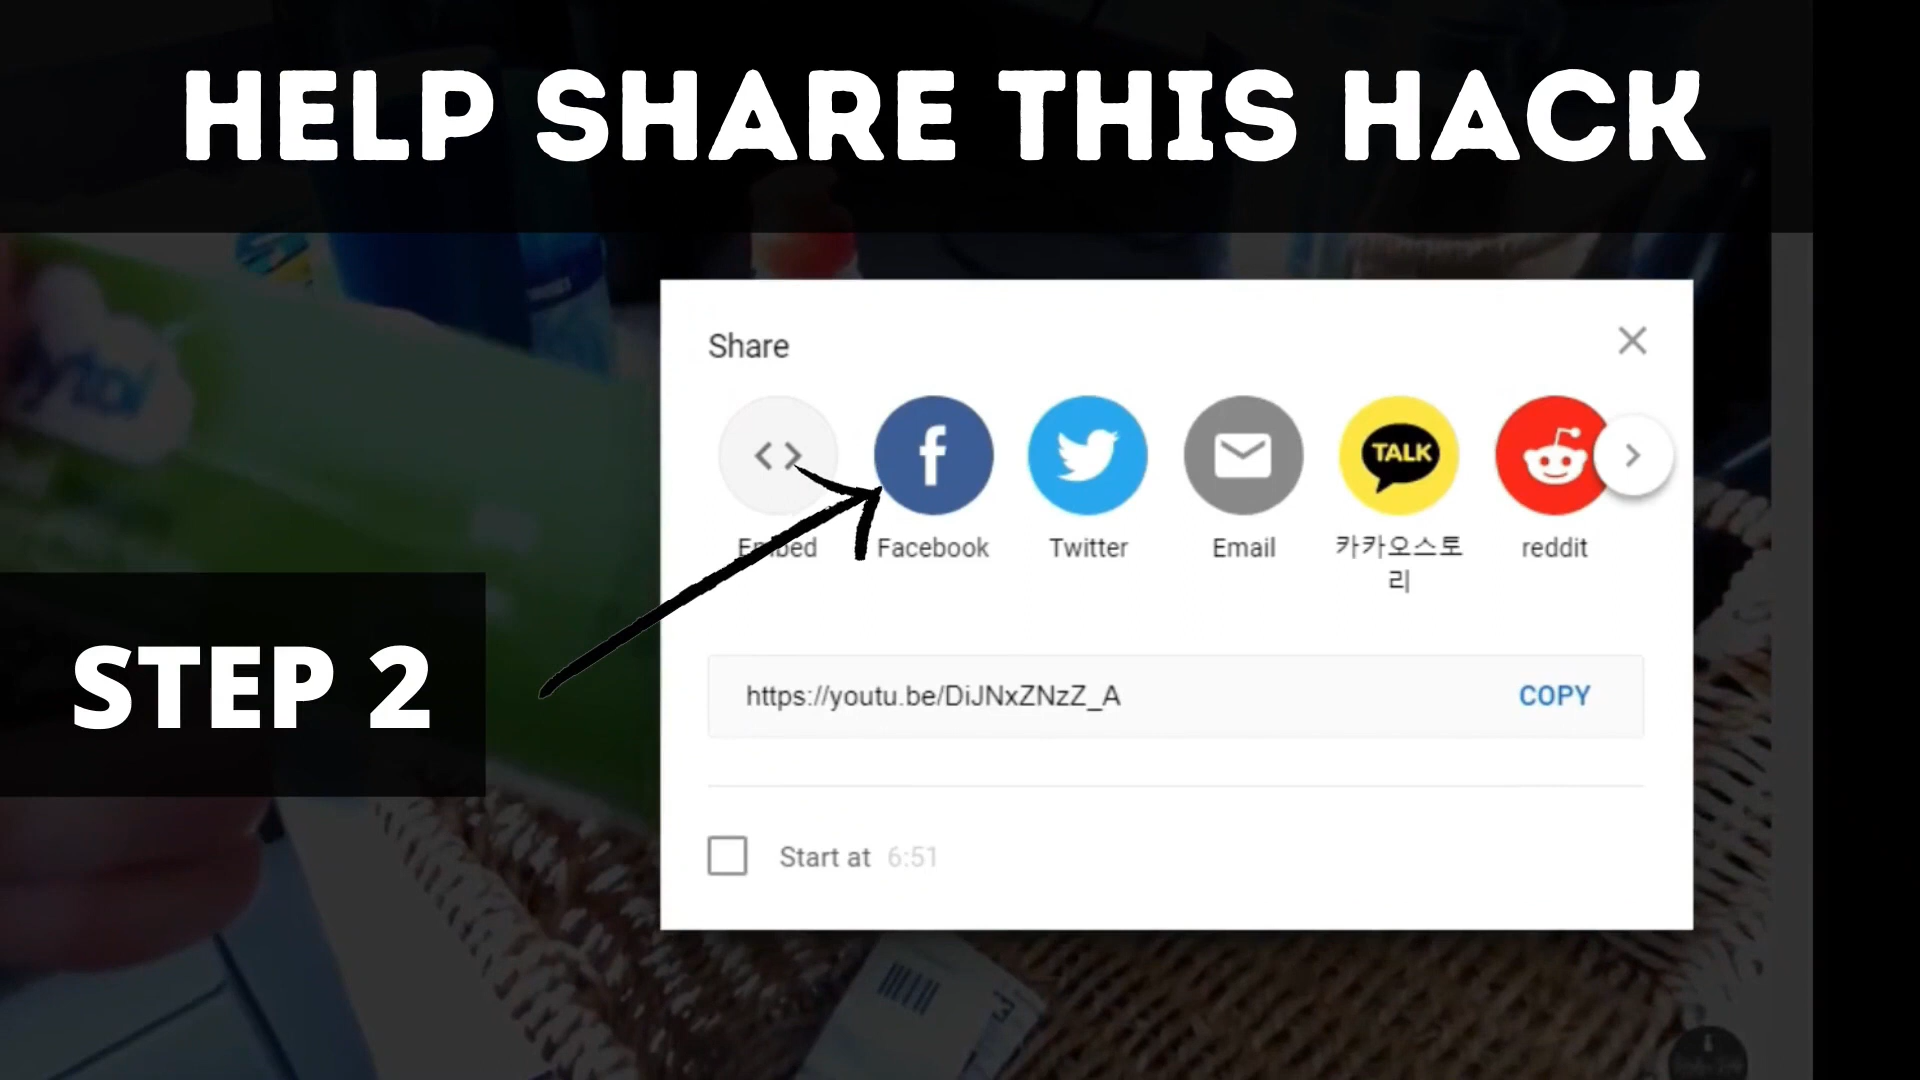 HELP SHARE THIS HACK
Share
Embed
Facebook
Twitter
Email
TALK
카카오스토
리
reddit
STEP 2
https://youtu.be/DiJNxZNzZ_A
COPY
Start at 6:51